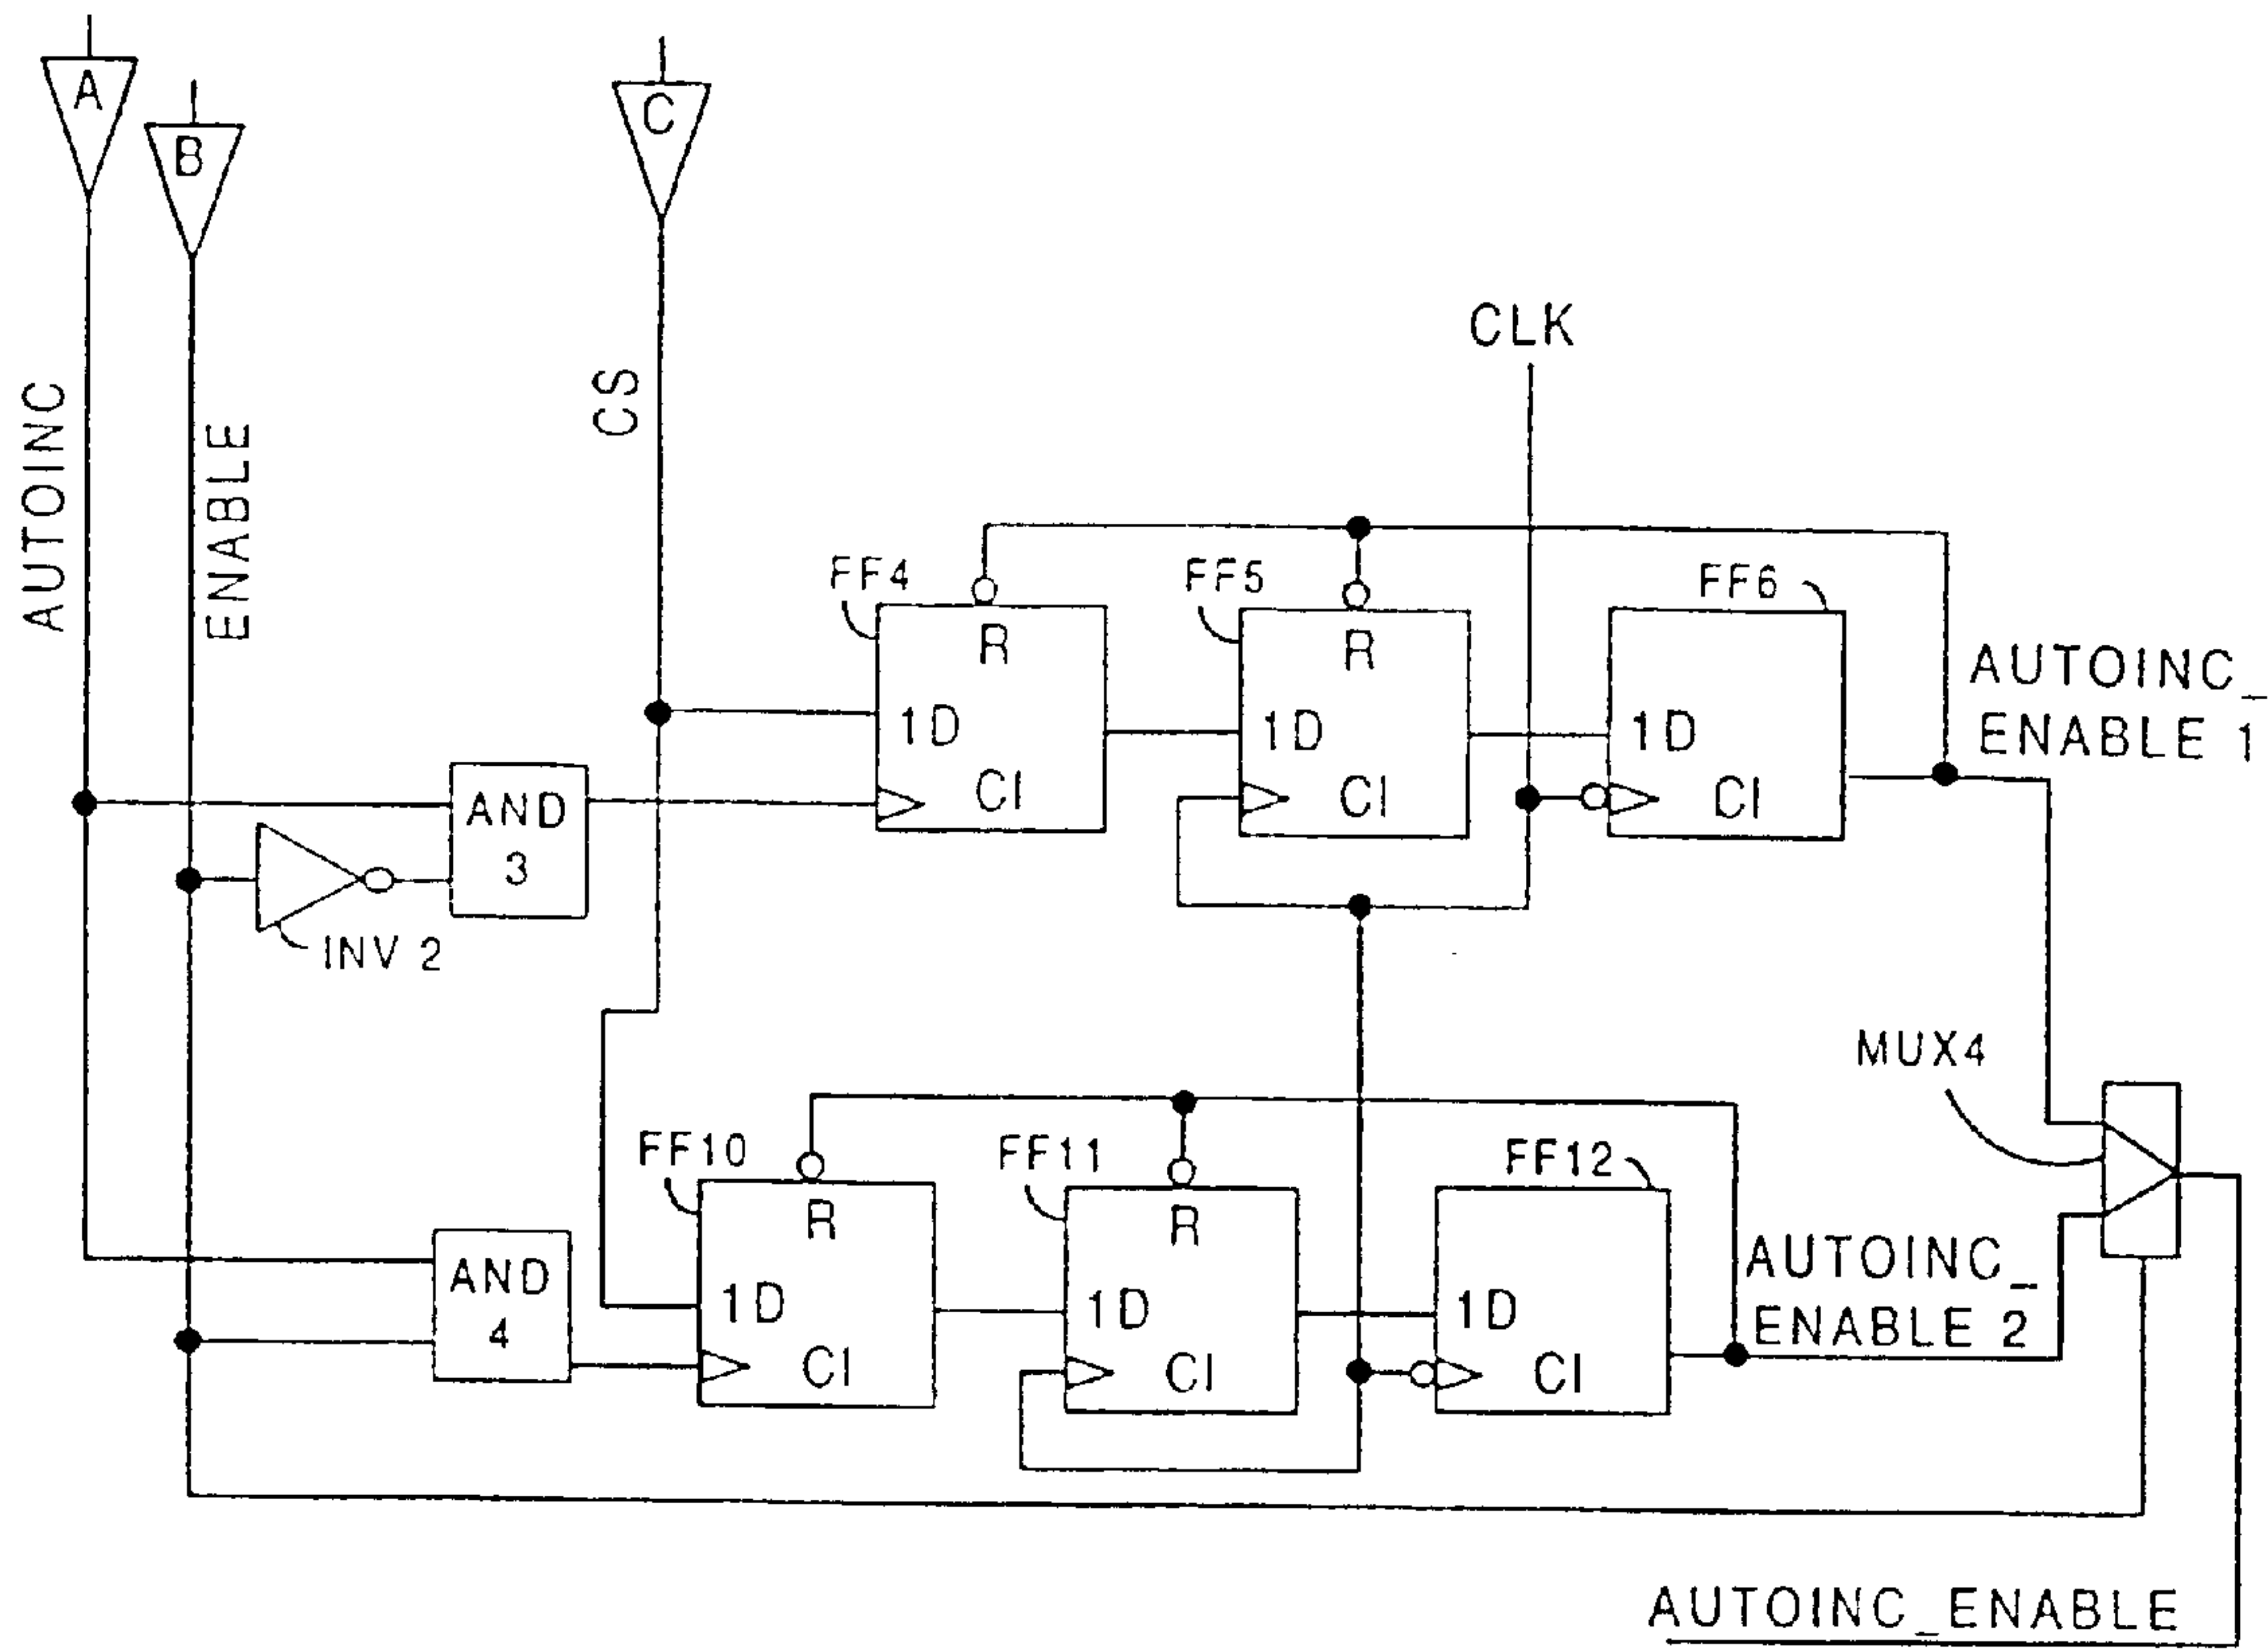 A
B
C
AUTOINC
ENABLE
CS
CLK
FF4
R
1D
CI
FF5
R
1D
CI
FF6
1D
CI
AUTOINC_
ENABLE 1
AND
3
INV 2
MUX4
FF10
R
1D
CI
FF11
R
1D
CI
FF12
1D
CI
AUTOINC_
ENABLE 2
AND
4
AUTOINC_ENABLE